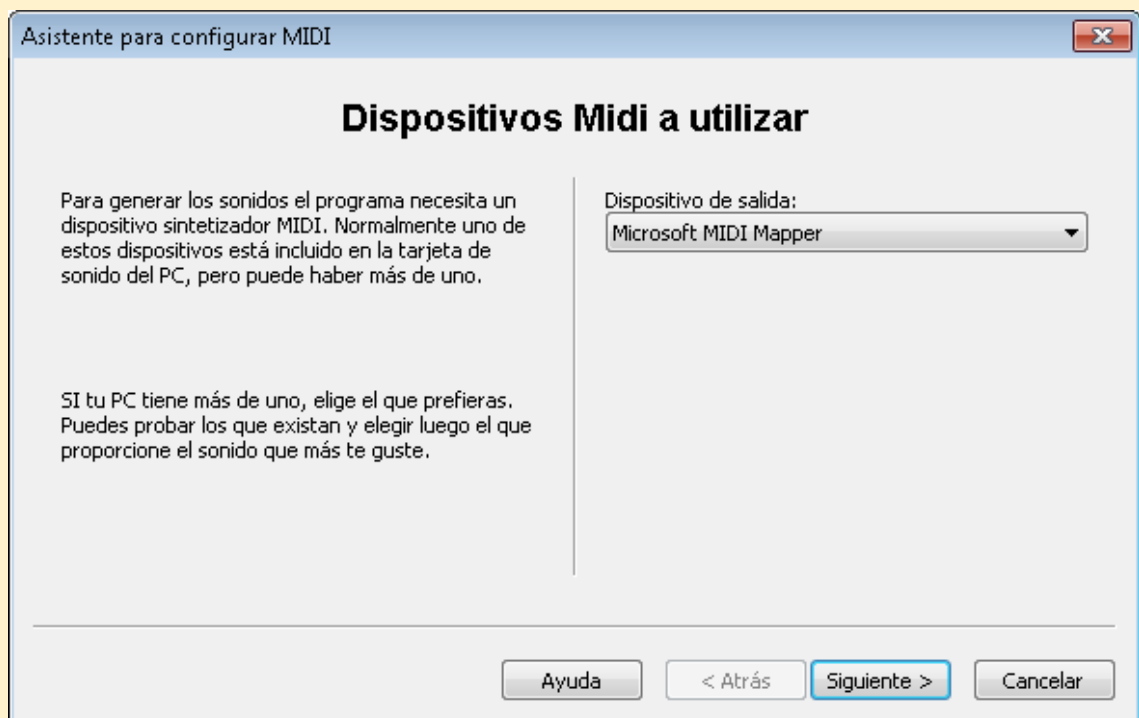 Asistente para configurar MIDI
Dispositivos Midi a utilizar
Para generar los sonidos el programa necesita un
dispositivo sintetizador MIDI. Normalmente uno de
estos dispositivos está incluido en la tarjeta de
sonido del PC, pero puede haber más de uno.
SI tu PC tiene más de uno, elige el que prefieras.
Puedes probar los que existan y elegir luego el que
proporcione el sonido que más te guste.
Dispositivo de salida:
Microsoft MIDI Mapper
Ayuda
< Atrás
Siguiente >
Cancelar